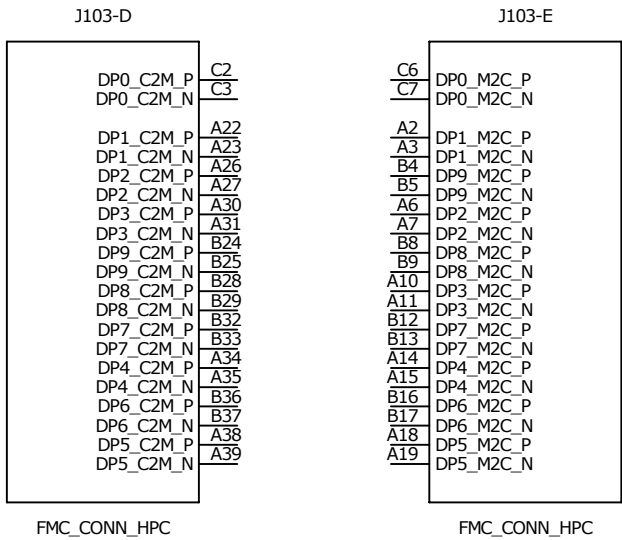 J103-D
DP0_C2M_P C2
DP0_C2M_N C3
DP1_C2M_P A22
DP1_C2M_N A23
DP2_C2M_P A26
DP2_C2M_N A27
DP3_C2M_P A30
DP3_C2M_N A31
DP9_C2M_P B24
DP9_C2M_N B25
DP8_C2M_P B28
DP8_C2M_N B29
DP7_C2M_P B32
DP7_C2M_N B33
DP4_C2M_P A34
DP4_C2M_N A35
DP6_C2M_P B36
DP6_C2M_N B37
DP5_C2M_P A38
DP5_C2M_N A39
FMC_CONN_HPC
J103-E
C6 DP0_M2C_P
C7 DP0_M2C_N
A2 DP1_M2C_P
A3 DP1_M2C_N
B4 DP9_M2C_P
B5 DP9_M2C_N
A6 DP2_M2C_P
A7 DP2_M2C_N
B8 DP8_M2C_P
B9 DP8_M2C_N
A10 DP3_M2C_P
A11 DP3_M2C_N
B12 DP7_M2C_P
B13 DP7_M2C_N
A14 DP4_M2C_P
A15 DP4_M2C_N
B16 DP6_M2C_P
B17 DP6_M2C_N
A18 DP5_M2C_P
A19 DP5_M2C_N
FMC_CONN_HPC